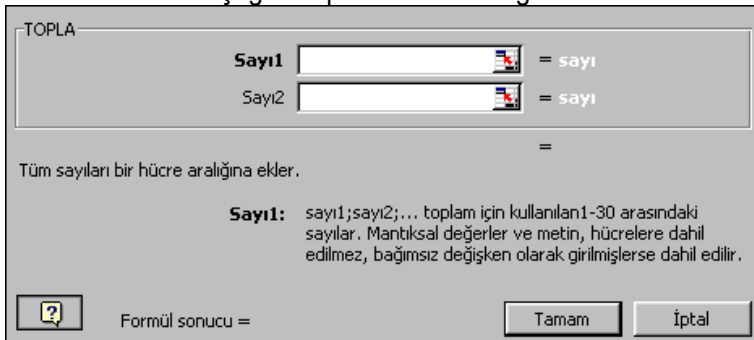 TOPLA
Sayı1 = sayı
Sayı2 = sayı
=
Tüm sayıları bir hücre aralığına ekler.
Sayı1: sayı1;sayı2;... toplam için kullanılan1-30 arasındaki
sayılar. Mantıksal değerler ve metin, hücrelere dahil
edilmez, bağımsız değişken olarak girilmişlerse dahil edilir.
Formül sonucu = Tamam İptal